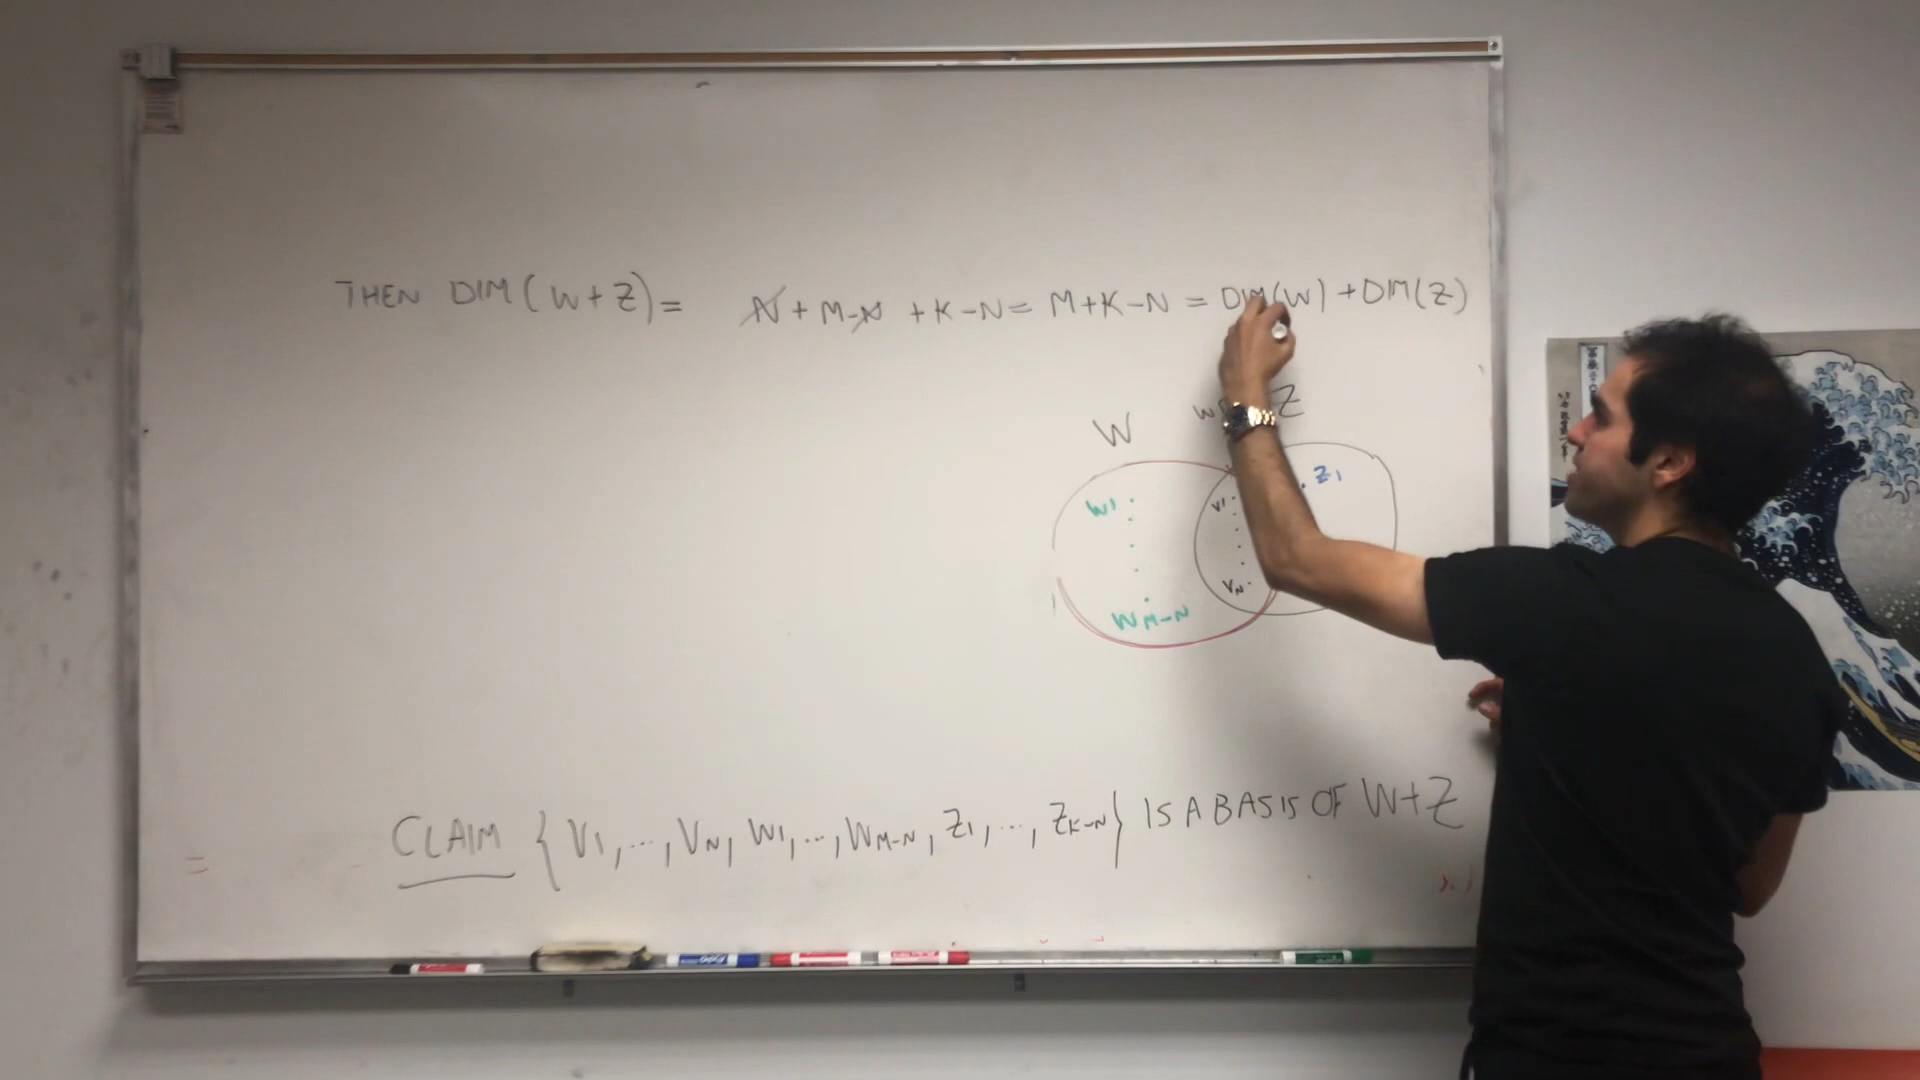 THEN DIM(W+Z)= N+M-N+K-N= M+K-N = DIM(W)+DIM(Z)
W
Z
W1
V1
Z1
VN
WM-N
CLAIM {V1,...,VN,W1,...,WM-N,Z1,...,ZK-N} IS A BASIS OF W+Z
=